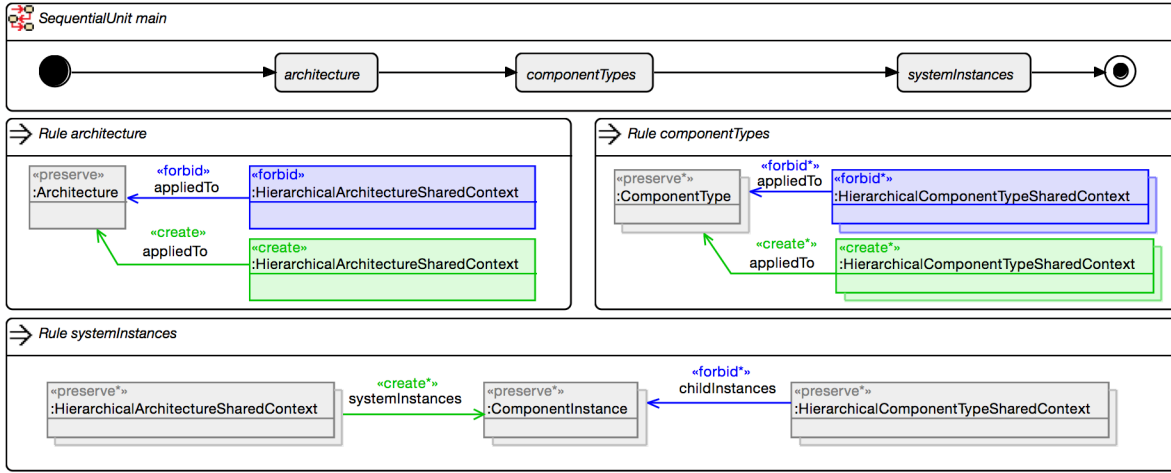 SequentialUnit main
architecture
componentTypes
systemInstances
Rule architecture
«preserve»
:Architecture
«forbid»
appliedTo
«forbid»
:HierarchicalArchitectureSharedContext
«create»
appliedTo
«create»
:HierarchicalArchitectureSharedContext
Rule componentTypes
«preserve*»
:ComponentType
«forbid*»
appliedTo
«forbid*»
:HierarchicalComponentTypeSharedContext
«create*»
appliedTo
«create*»
:HierarchicalComponentTypeSharedContext
Rule systemInstances
«preserve*»
:HierarchicalArchitectureSharedContext
«create*»
systemInstances
«preserve*»
:ComponentInstance
«forbid*»
childInstances
«preserve*»
:HierarchicalComponentTypeSharedContext